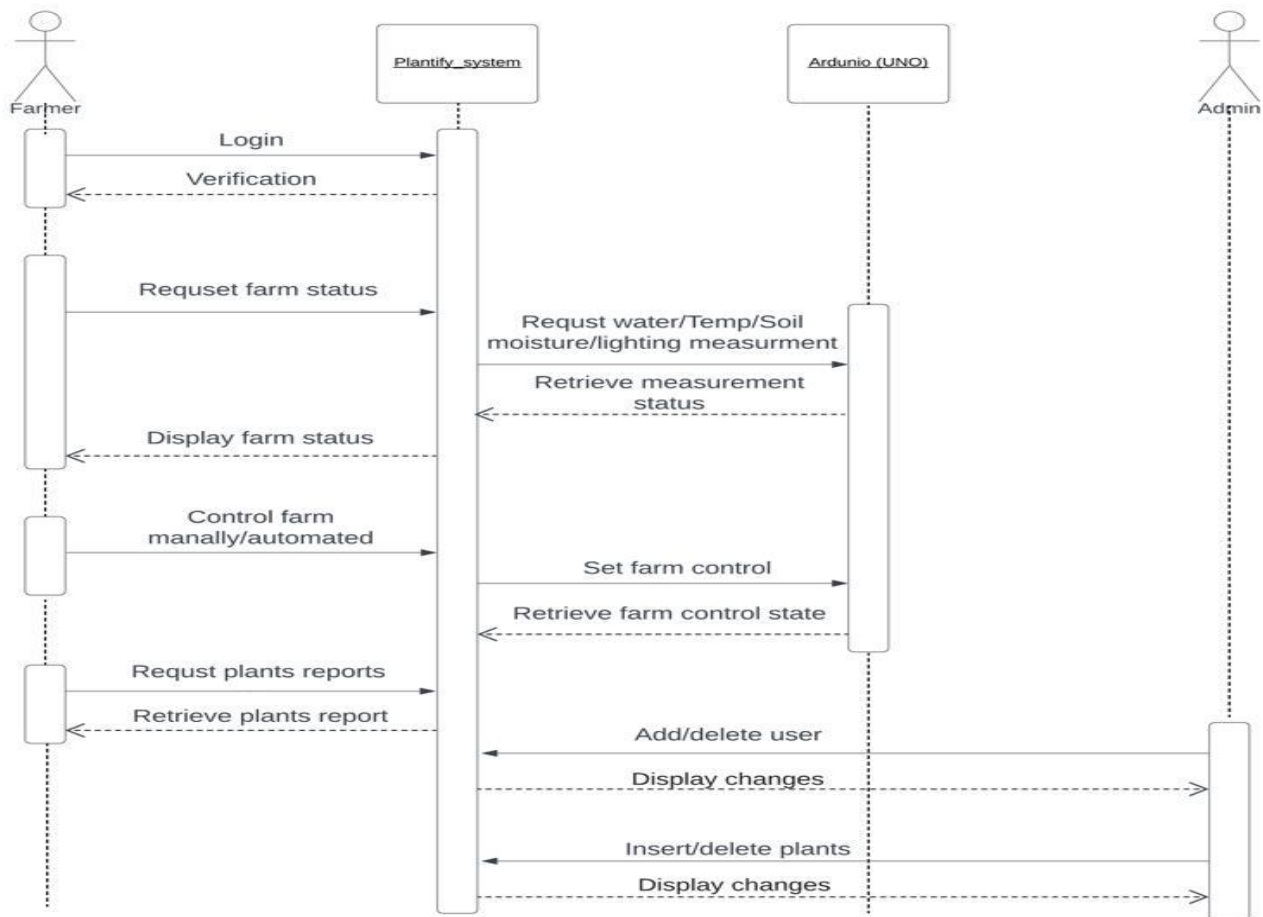 Plantify_system
Ardunio (UNO)
Farmer
Admin
Login
Verification
Requset farm status
Requst water/Temp/Soil
moisture/lighting measurment
Retrieve measurement
status
Display farm status
Control farm
manally/automated
Set farm control
Retrieve farm control state
Requst plants reports
Retrieve plants report
Add/delete user
Display changes
Insert/delete plants
Display changes